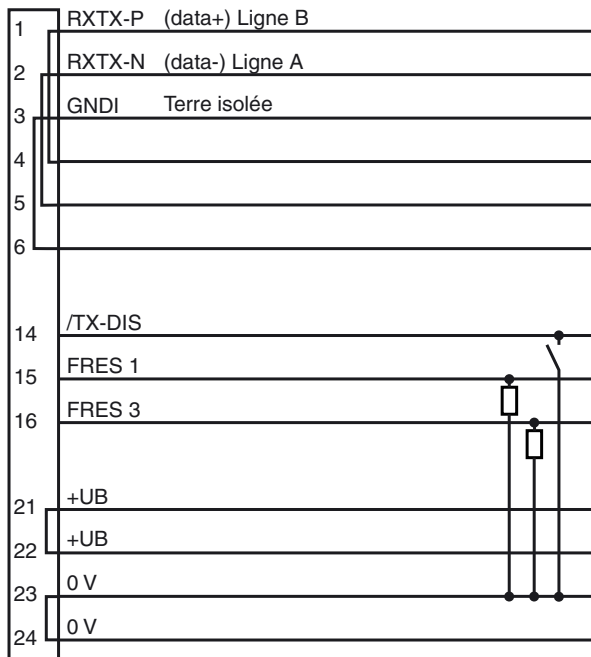 1 RXTX-P (data+) Ligne B
2 RXTX-N (data-) Ligne A
3 GNDI Terre isolée
4
5
6
14 /TX-DIS
15 FRES 1
16 FRES 3
21 +UB
22 +UB
23 0 V
24 0 V